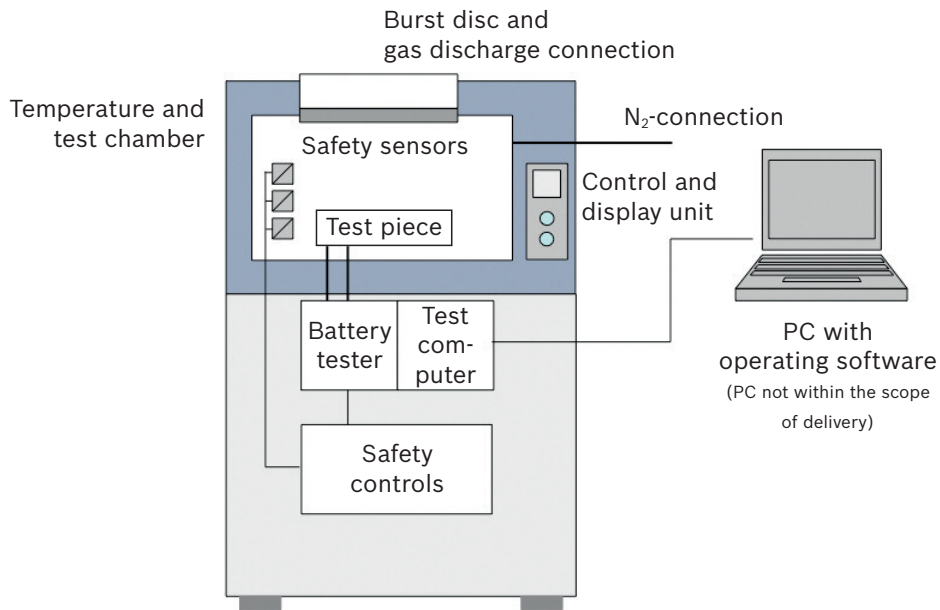 Burst disc and
gas discharge connection
Temperature and
test chamber
N₂-connection
Safety sensors
Control and
display unit
Test piece
Battery
tester
Test
com-
puter
PC with
operating software
(PC not within the scope
of delivery)
Safety
controls